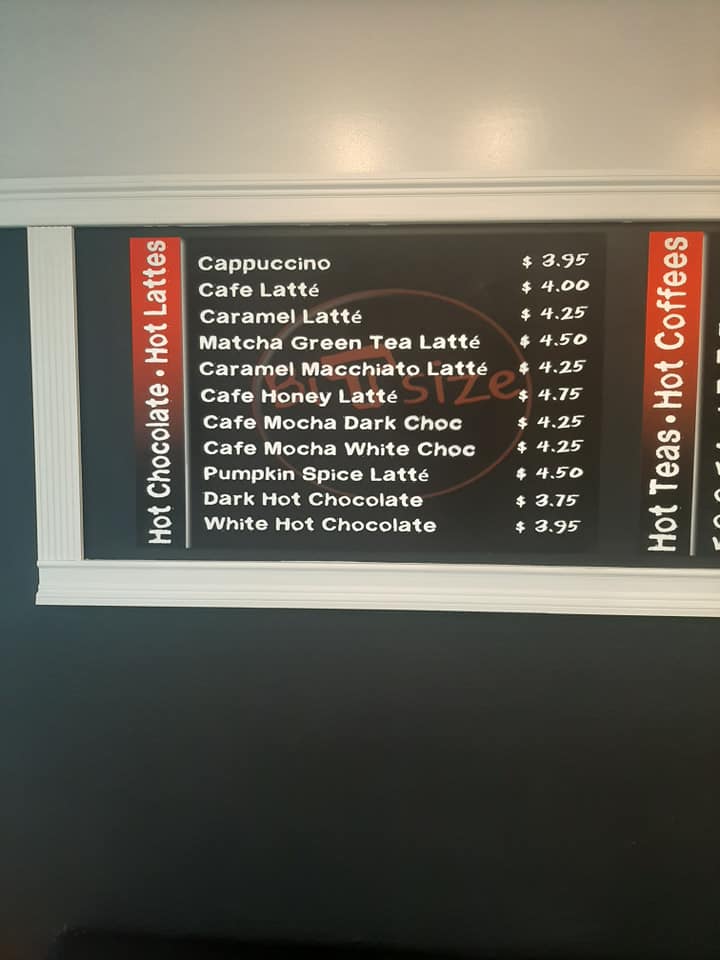 Hot Chocolate • Hot Lattes
Cappuccino $ 3.95
Cafe Latté $ 4.00
Caramel Latté $ 4.25
Matcha Green Tea Latté $ 4.50
Caramel Macchiato Latté $ 4.25
Cafe Honey Latté $ 4.75
Cafe Mocha Dark Choc $ 4.25
Cafe Mocha White Choc $ 4.25
Pumpkin Spice Latté $ 4.50
Dark Hot Chocolate $ 3.75
White Hot Chocolate $ 3.95
Hot Teas • Hot Coffees